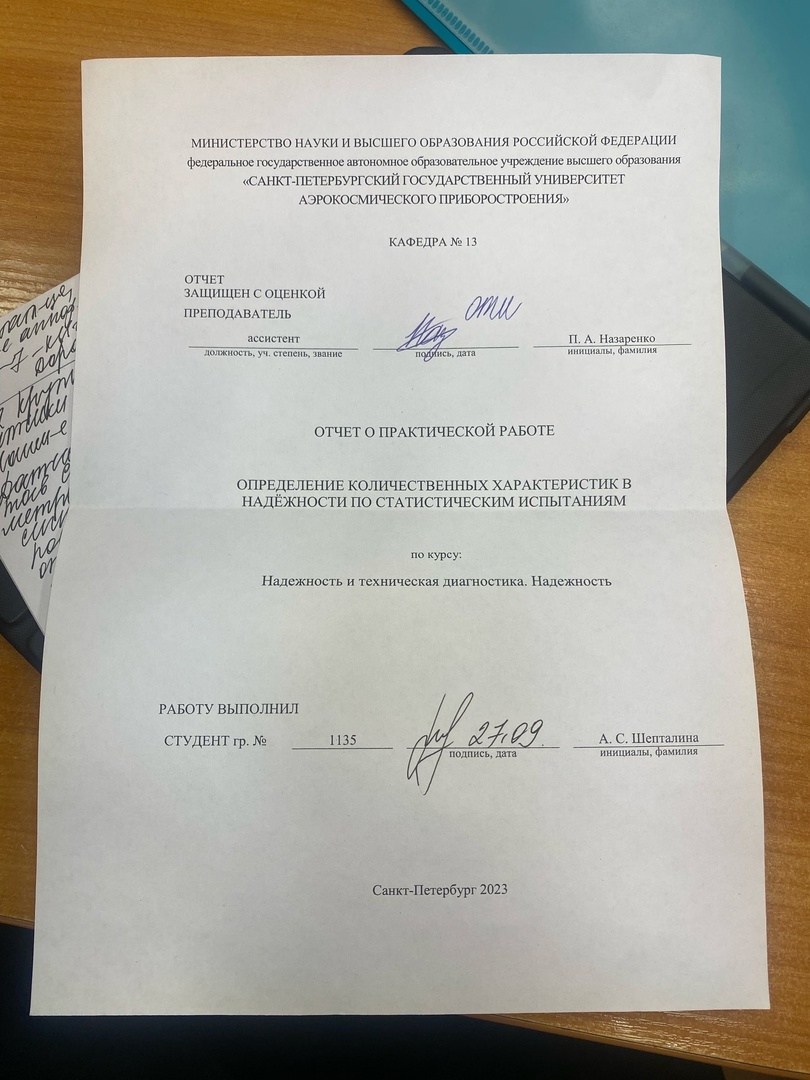 МИНИСТЕРСТВО НАУКИ И ВЫСШЕГО ОБРАЗОВАНИЯ РОССИЙСКОЙ ФЕДЕРАЦИИ
федеральное государственное автономное образовательное учреждение высшего образования
«САНКТ-ПЕТЕРБУРГСКИЙ ГОСУДАРСТВЕННЫЙ УНИВЕРСИТЕТ
АЭРОКОСМИЧЕСКОГО ПРИБОРОСТРОЕНИЯ»
КАФЕДРА № 13
ОТЧЕТ
ЗАЩИЩЕН С ОЦЕНКОЙ
ПРЕПОДАВАТЕЛЬ
ассистент
П. А. Назаренко
должность, уч. степень, звание
подпись, дата
инициалы, фамилия
ОТЧЕТ О ПРАКТИЧЕСКОЙ РАБОТЕ
ОПРЕДЕЛЕНИЕ КОЛИЧЕСТВЕННЫХ ХАРАКТЕРИСТИК В
НАДЁЖНОСТИ ПО СТАТИСТИЧЕСКИМ ИСПЫТАНИЯМ
по курсу:
Надежность и техническая диагностика. Надежность
РАБОТУ ВЫПОЛНИЛ
СТУДЕНТ гр. № 1135 27.09. А. С. Шепталина
подпись, дата
инициалы, фамилия
Санкт-Петербург 2023